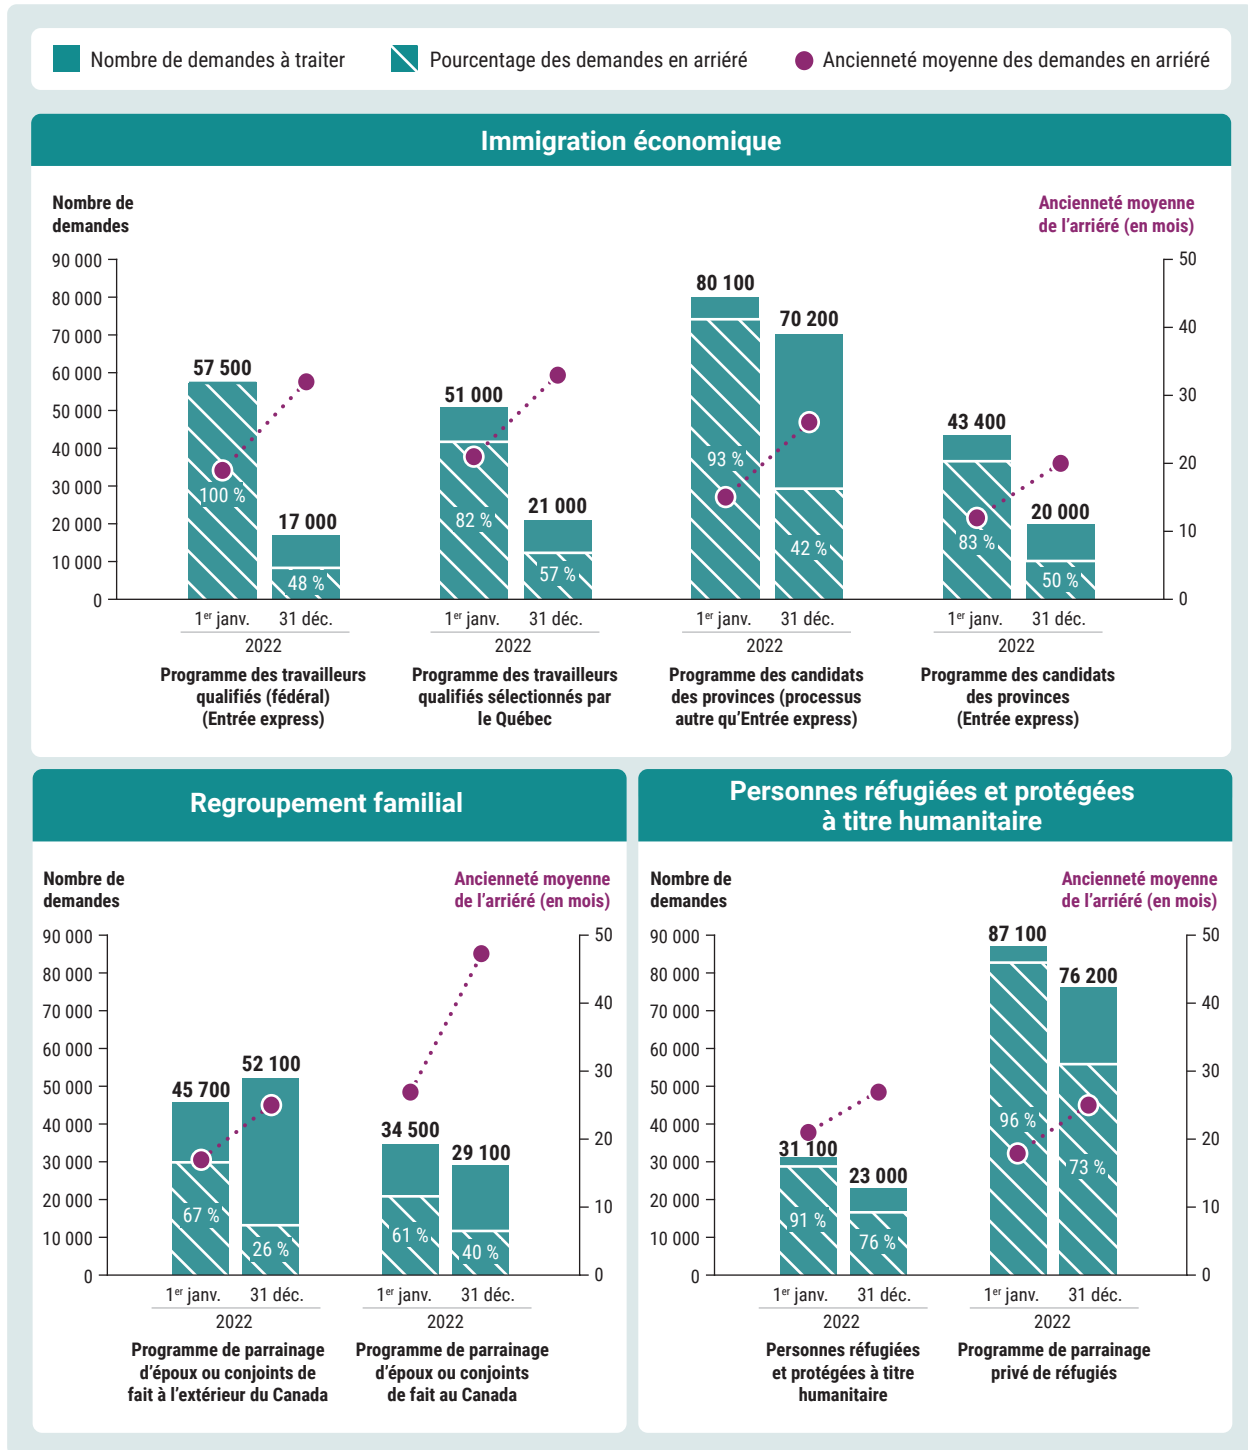 Nombre de demandes à traiter
Pourcentage des demandes en arriéré
Ancienneté moyenne des demandes en arriéré
Immigration économique
Nombre de
demandes
Ancienneté moyenne
de l'arriéré (en mois)
90 000
80 000
70 000
60 000
50 000
40 000
30 000
20 000
10 000
0
50
40
30
20
10
0
57 500
100 %
17 000
48 %
51 000
82 %
21 000
57 %
80 100
93 %
70 200
42 %
43 400
83 %
20 000
50 %
1er janv.
31 déc.
2022
Programme des travailleurs
qualifiés (fédéral)
(Entrée express)
1er janv.
31 déc.
2022
Programme des travailleurs
qualifiés sélectionnés par
le Québec
1er janv.
31 déc.
2022
Programme des candidats
des provinces (processus
autre qu'Entrée express)
1er janv.
31 déc.
2022
Programme des candidats
des provinces
(Entrée express)
Regroupement familial
Nombre de
demandes
Ancienneté moyenne
de l'arriéré (en mois)
90 000
80 000
70 000
60 000
50 000
40 000
30 000
20 000
10 000
0
50
40
30
20
10
0
45 700
67 %
52 100
26 %
34 500
61 %
29 100
40 %
1er janv.
31 déc.
2022
Programme de parrainage
d'époux ou conjoints de
fait à l'extérieur du Canada
1er janv.
31 déc.
2022
Programme de parrainage
d'époux ou conjoints
de fait au Canada
Personnes réfugiées et protégées
à titre humanitaire
Nombre de
demandes
Ancienneté moyenne
de l'arriéré (en mois)
90 000
80 000
70 000
60 000
50 000
40 000
30 000
20 000
10 000
0
50
40
30
20
10
0
31 100
91 %
23 000
76 %
87 100
96 %
76 200
73 %
1er janv.
31 déc.
2022
Personnes réfugiées
et protégées à titre
humanitaire
1er janv.
31 déc.
2022
Programme de parrainage
privé de réfugiés